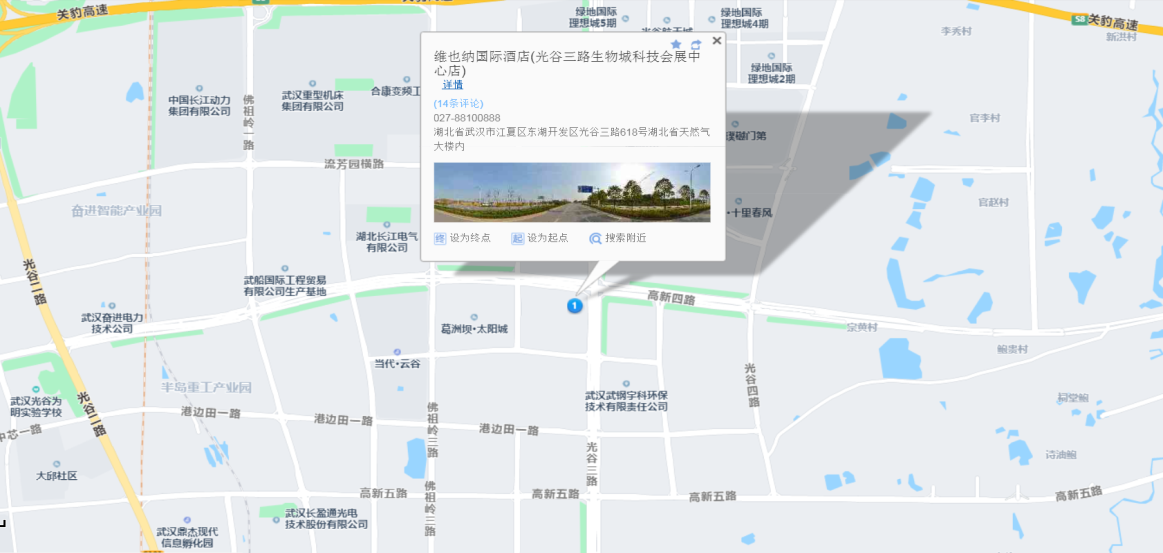 关豹高速
S8
绿地国际
理想城5期
绿地国际
理想城4期
李秀村
S8 关豹高速
新洪村
维也纳国际酒店(光谷三路生物城科技会展中
心店)
详情
(14条评论)
027-88100888
湖北省武汉市江夏区东湖开发区光谷三路618号湖北省天然气
大楼内
设为终点
设为起点
搜索附近
绿地国际
理想城2期
中国长江动力
集团有限公司
佛祖岭一路
武汉重型机床
集团有限公司
合康变频工
官李村
流芳园横路
奋进智能产业园
官赵村
·十里春风
湖北长江电气
有限公司
光谷二路
武船国际工程贸易
有限公司生产基地
高新四路
1
武汉奋进电力
技术公司
葛洲坝·太阳城
宗黄村
当代·云谷
光谷四路
半岛重工产业园
武汉光谷为
明实验学校
光谷二路
武汉武钢宇科环保
技术有限责任公司
港边田一路
港边田一路
港边田一路
佛祖岭三路
中芯一路
光谷三路
大邱社区
高新五路
高新五路
高新五路
高新五路
佛祖岭三路
武汉长盈通光电
技术股份有限公司
武汉鼎杰现代
信息孵化园